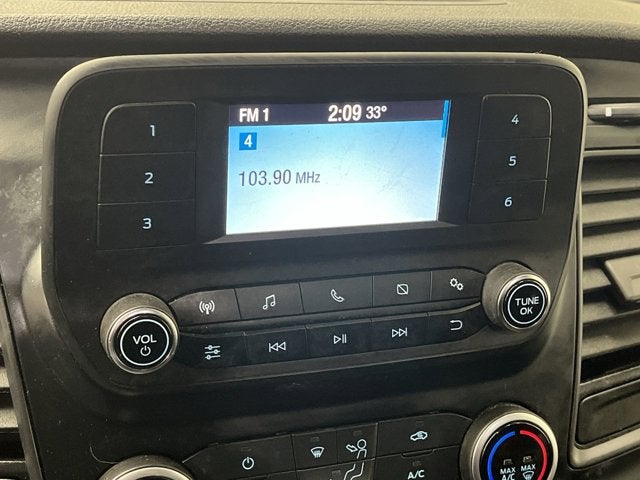 FM 1 2:09 33°
4
103.90 MHz
1
2
3
4
5
6
VOL
TUNE
OK
A/C
MAX
A/C
MAX